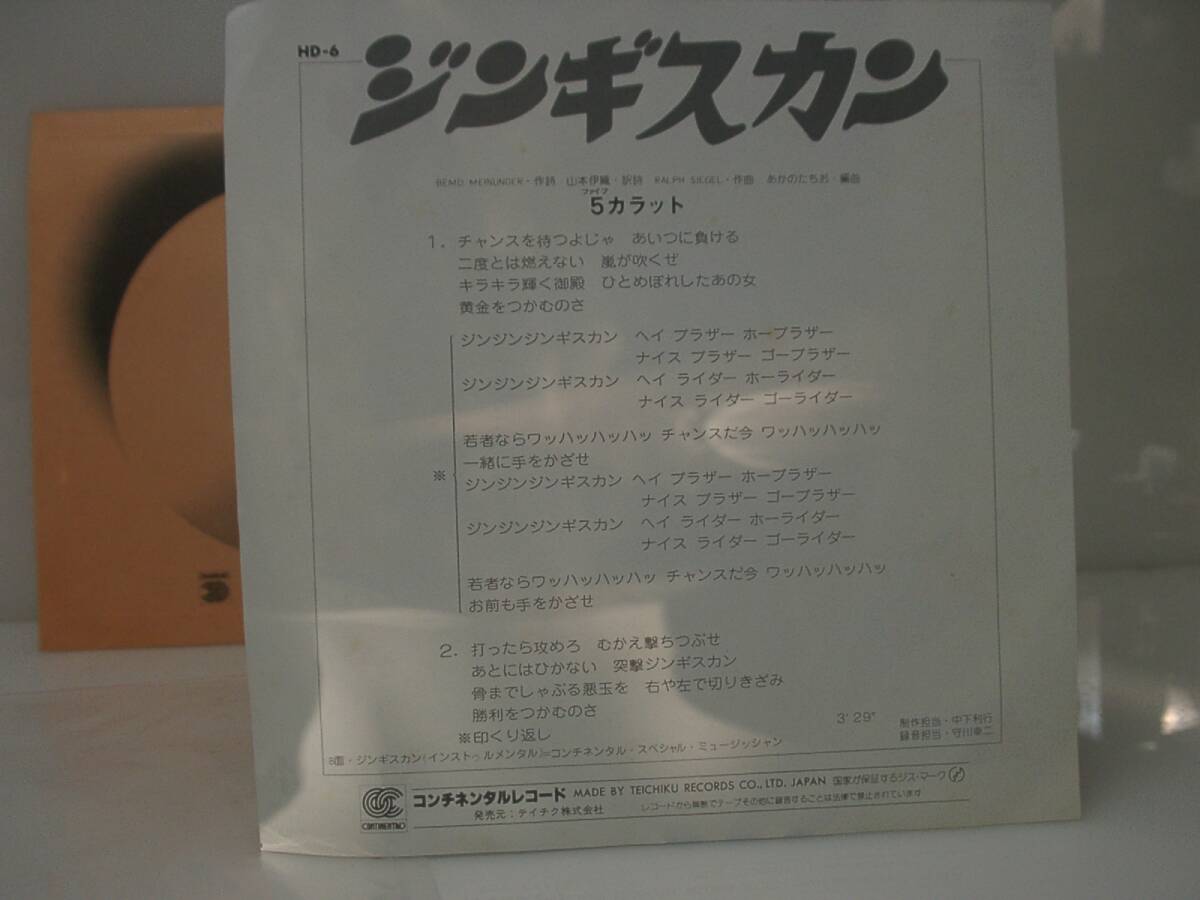 HD-6
ジンギスカン
BEMD MEINUNGER・作詩 山本伊織・訳詩 RALPH SIEGEL・作曲 あかのたちお・編曲
ファイブ
5カラット
1. チャンスを待つよじゃ あいつに負ける
二度とは燃えない 嵐が吹くぜ
キラキラ輝く御殿 ひとめぼれしたあの女
黄金をつかむのさ
ジンジンジンギスカン ヘイ ブラザー ホーブラザー
ナイス ブラザー ゴーブラザー
ジンジンジンギスカン ヘイ ライダー ホーライダー
ナイス ライダー ゴーライダー
若者ならワッハッハッハッ チャンスだ今 ワッハッハッハッ
一緒に手をかざせ
※
ジンジンジンギスカン ヘイ ブラザー ホーブラザー
ナイス ブラザー ゴーブラザー
ジンジンジンギスカン ヘイ ライダー ホーライダー
ナイス ライダー ゴーライダー
若者ならワッハッハッハッ チャンスだ今 ワッハッハッハッ
お前も手をかざせ
2. 打ったら攻めろ むかえ撃ちつぶせ
あとにはひかない 突撃ジンギスカン
骨までしゃぶる悪玉を 右や左で切りきざみ
勝利をつかむのさ
※印くり返し
3'29"
制作担当・中下利行
録音担当・守川幸二
B面・ジンギスカン(インストゥルメンタル)=コンチネンタル・スペシャル・ミュージッシャン
CONTINENTAL
コンチネンタルレコード MADE BY TEICHIKU RECORDS CO., LTD. JAPAN 国家が保証するジス・マーク
発売元:テイチク株式会社
レコードから無断でテープその他に録音することは法律で禁止されています